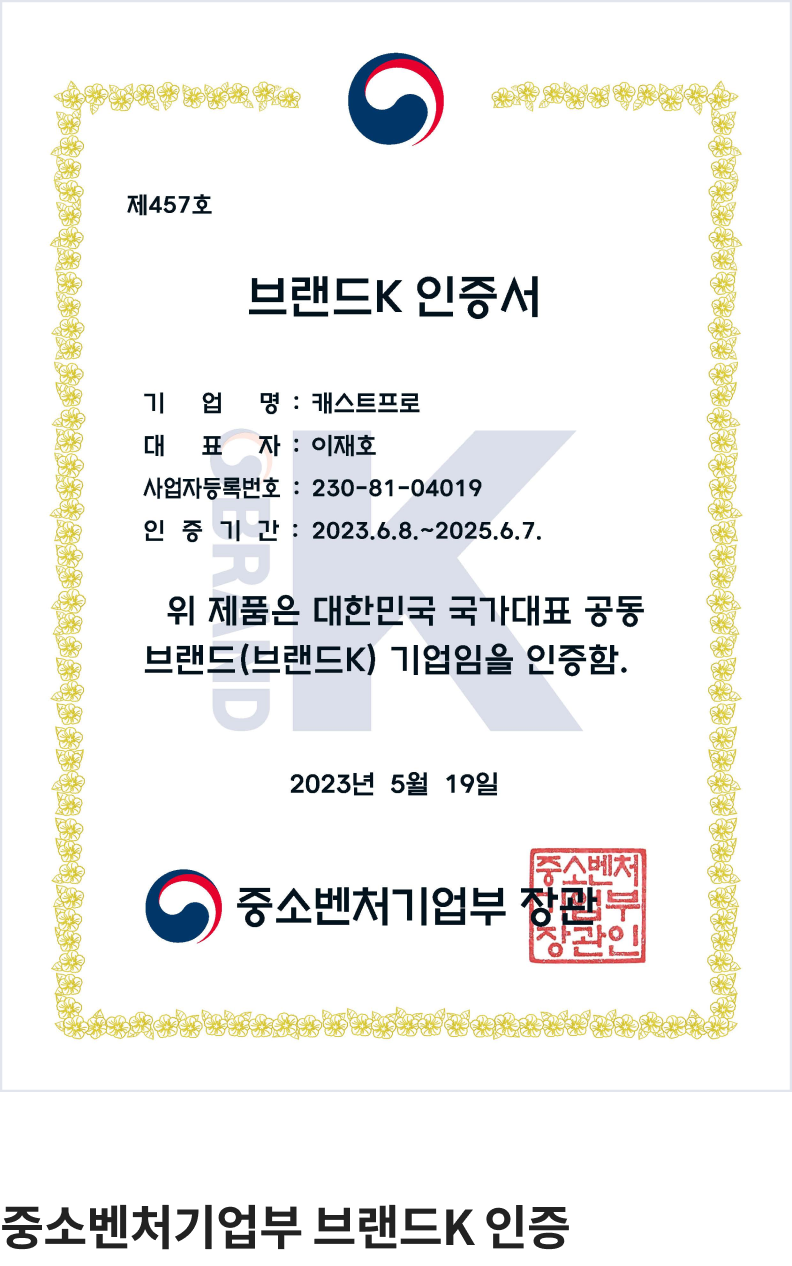 제457호
브랜드K 인증서
기 업 명 : 캐스트프로
대 표 자 : 이재호
사업자등록번호 : 230-81-04019
인 증 기 간 : 2023.6.8.~2025.6.7.
위 제품은 대한민국 국가대표 공동
브랜드(브랜드K) 기업임을 인증함.
BRAND
K
2023년 5월 19일
중소벤처기업부 장관
중소벤처
기업부
장관인
중소벤처기업부 브랜드K 인증